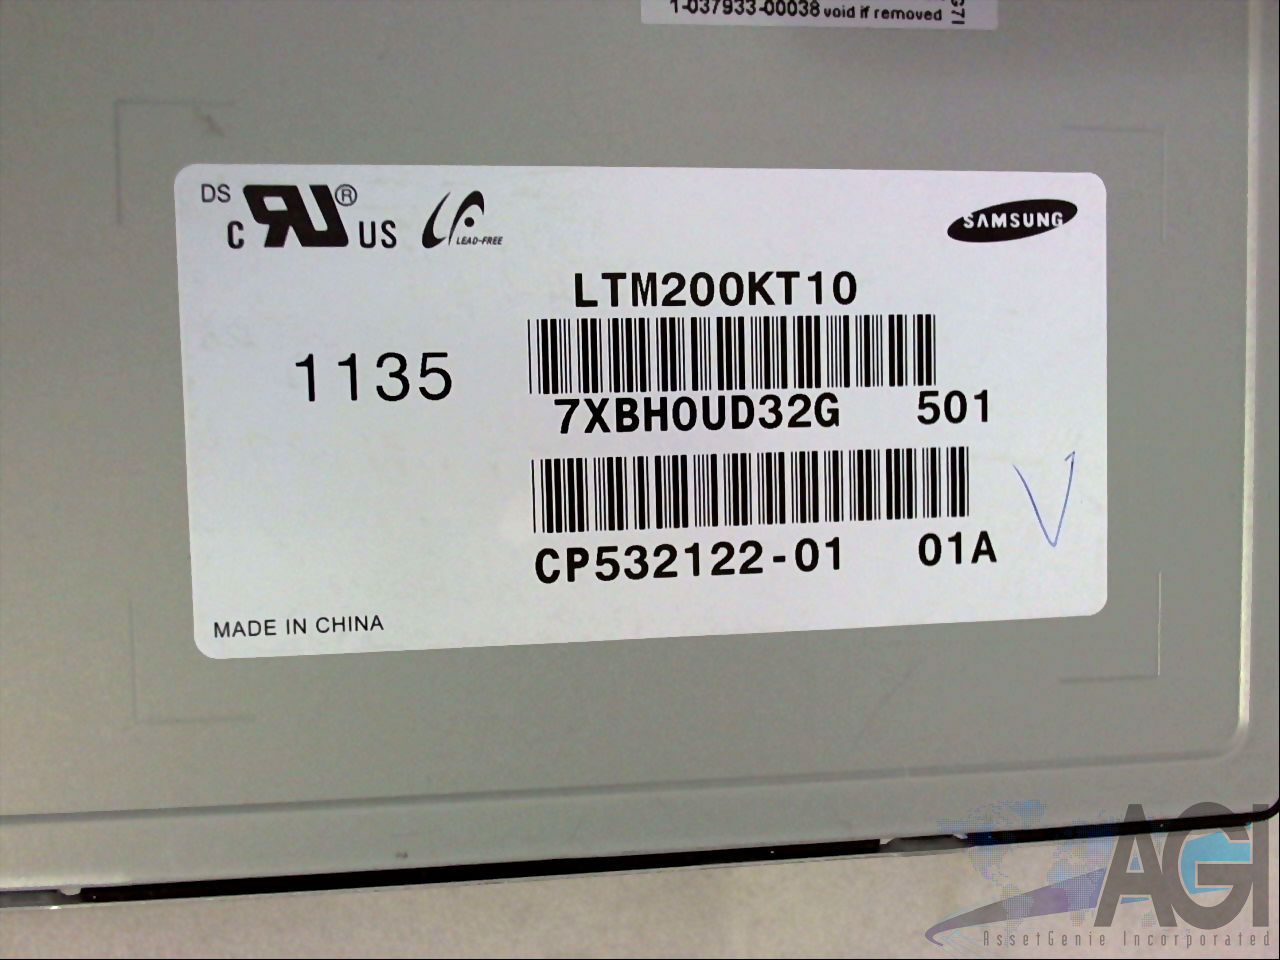 1-037933-00038 void if removed
DS
C RU® US
LEAD-FREE
SAMSUNG
LTM200KT10
1135
7XBH0UD32G 501
CP532122-01 01A
V
MADE IN CHINA
AGI
AssetGenie Incorporated